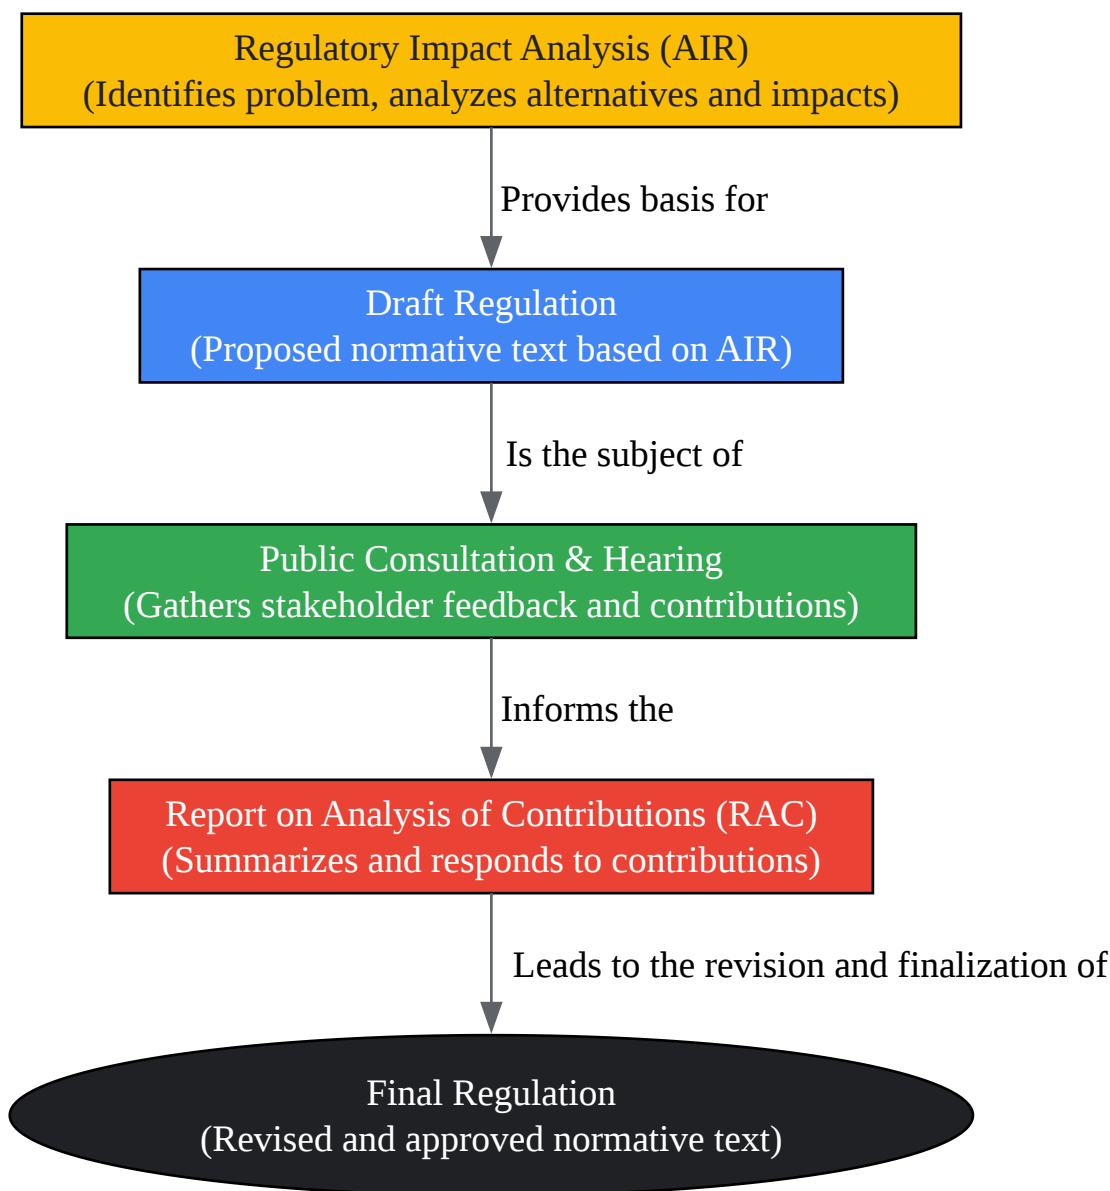 Regulatory Impact Analysis (AIR)
(Identifies problem, analyzes alternatives and impacts)
Provides basis for
Draft Regulation
(Proposed normative text based on AIR)
Is the subject of
Public Consultation & Hearing
(Gathers stakeholder feedback and contributions)
Informs the
Report on Analysis of Contributions (RAC)
(Summarizes and responds to contributions)
Leads to the revision and finalization of
Final Regulation
(Revised and approved normative text)